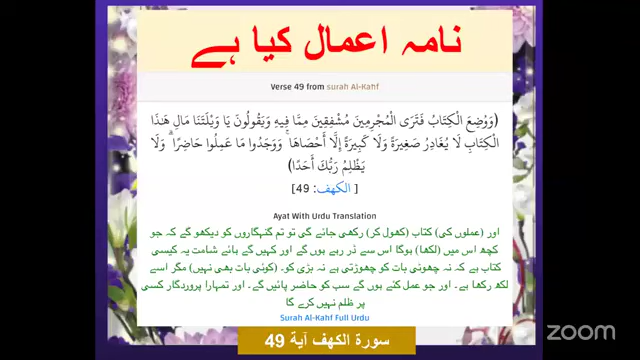 نامہ اعمال کیا ہے
Verse 49 from surah Al-Kahf
﴿وَوُضِعَ الْكِتَابُ فَتَرَى الْمُجْرِمِينَ مُشْفِقِينَ مِمَّا فِيهِ وَيَقُولُونَ يَا وَيْلَتَنَا مَالِ هَٰذَا
الْكِتَابِ لَا يُغَادِرُ صَغِيرَةً وَلَا كَبِيرَةً إِلَّا أَحْصَاهَا ۚ وَوَجَدُوا مَا عَمِلُوا حَاضِرًا ۗ وَلَا
يَظْلِمُ رَبُّكَ أَحَدًا﴾
[ الكهف: 49]
Ayat With Urdu Translation
اور (عملوں کی) کتاب (کھول کر) رکھی جائے گی تو تم گنہگاروں کو دیکھو گے کہ جو
کچھ اس میں (لکھا) ہوگا اس سے ڈر رہے ہوں گے اور کہیں گے ہائے شامت یہ کیسی
کتاب ہے کہ نہ چھوٹی بات کو چھوڑتی ہے نہ بڑی کو۔ (کوئی بات بھی نہیں) مگر اسے
لکھ رکھا ہے۔ اور جو عمل کئے ہوں گے سب کو حاضر پائیں گے۔ اور تمہارا پروردگار کسی
پر ظلم نہیں کرے گا
Surah Al-Kahf Full Urdu
سورة الكهف آية 49
zoom